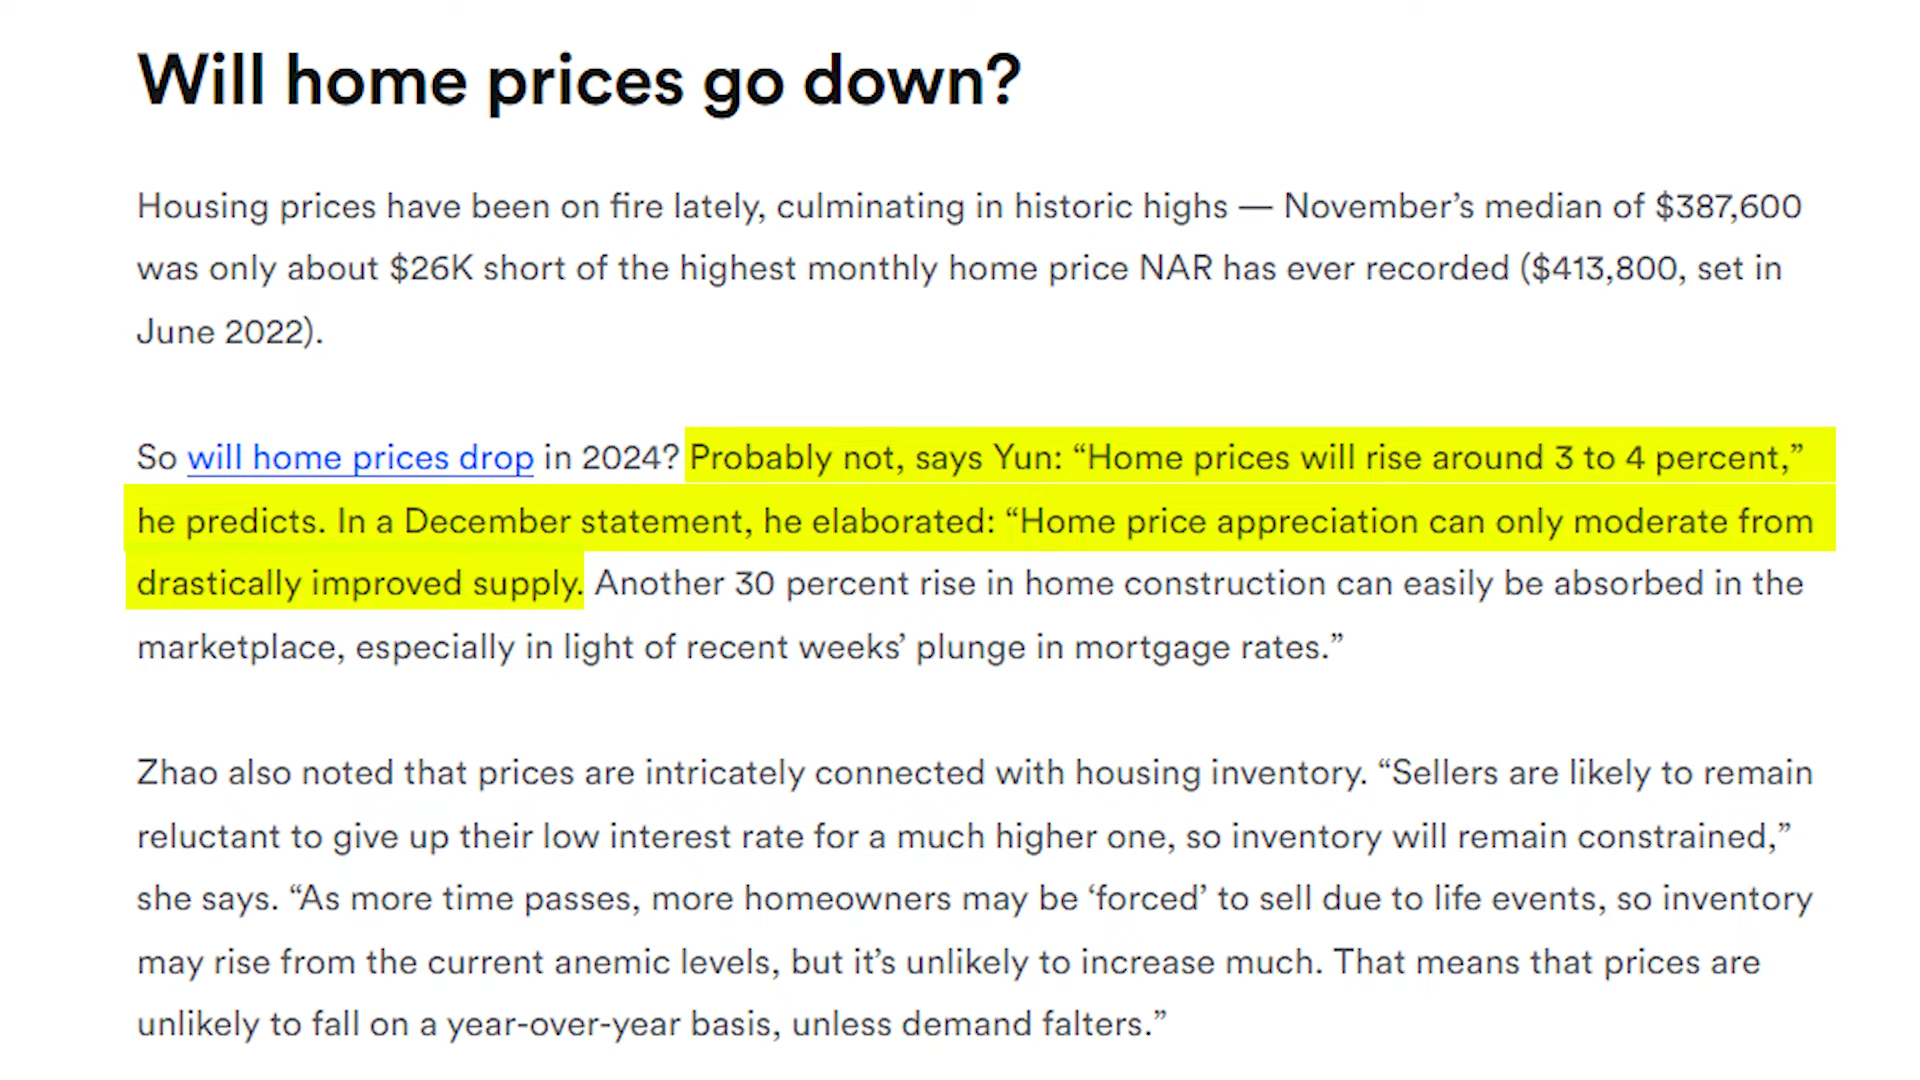 Will home prices go down?
Housing prices have been on fire lately, culminating in historic highs — November’s median of $387,600
was only about $26K short of the highest monthly home price NAR has ever recorded ($413,800, set in
June 2022).
So will home prices drop in 2024? Probably not, says Yun: “Home prices will rise around 3 to 4 percent,”
he predicts. In a December statement, he elaborated: “Home price appreciation can only moderate from
drastically improved supply. Another 30 percent rise in home construction can easily be absorbed in the
marketplace, especially in light of recent weeks’ plunge in mortgage rates.”
Zhao also noted that prices are intricately connected with housing inventory. “Sellers are likely to remain
reluctant to give up their low interest rate for a much higher one, so inventory will remain constrained,”
she says. “As more time passes, more homeowners may be ‘forced’ to sell due to life events, so inventory
may rise from the current anemic levels, but it’s unlikely to increase much. That means that prices are
unlikely to fall on a year-over-year basis, unless demand falters.”